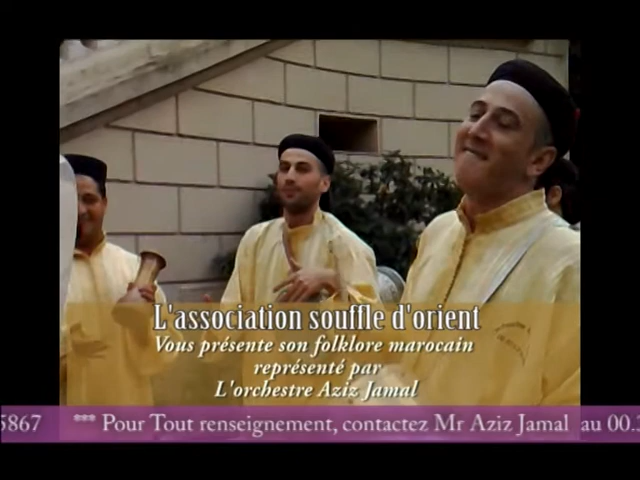 L'association souffle d'orient
Vous présente son folklore marocain
représenté par
L'orchestre Aziz Jamal
5867 *** Pour Tout renseignement, contactez Mr Aziz Jamal au 00.